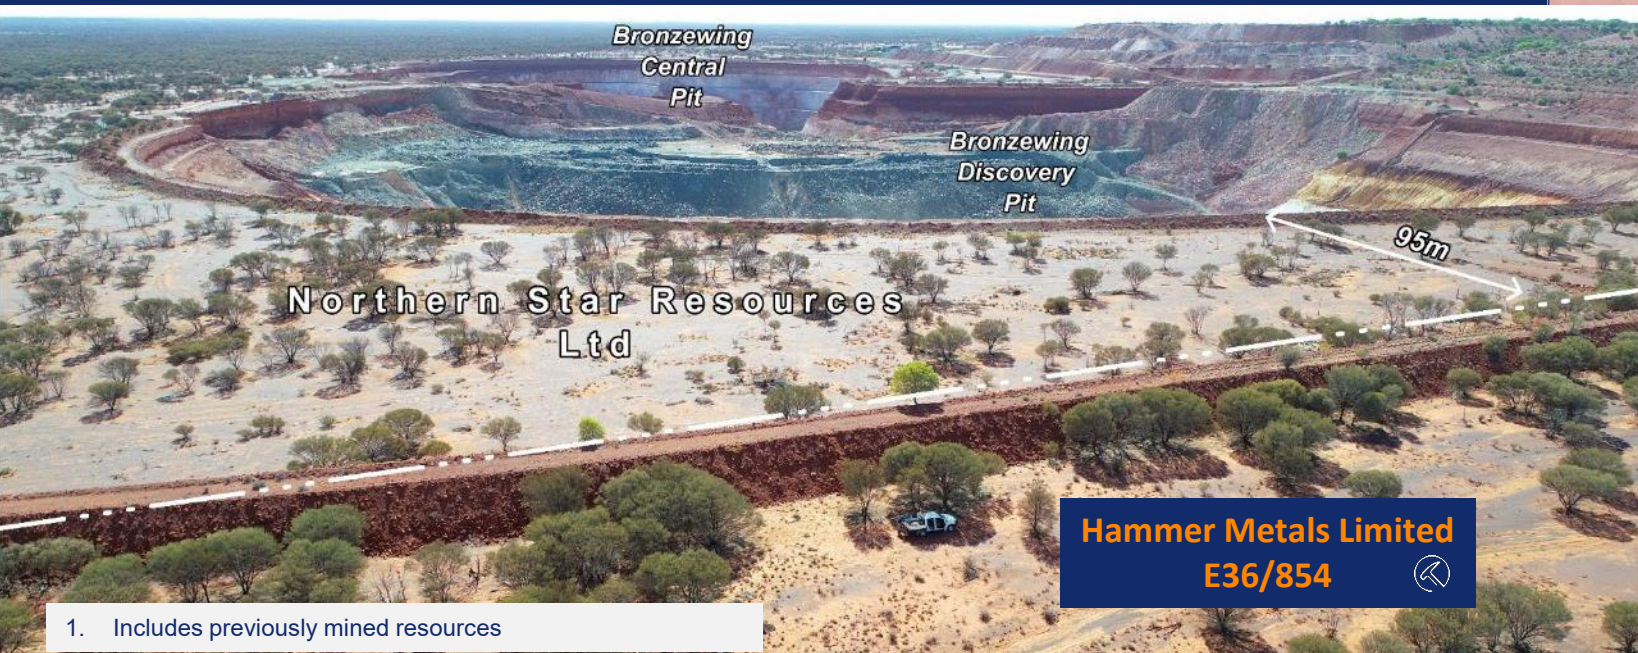 Bronzewing
Central
Pit
Bronzewing
Discovery
Pit
95m
Northern Star Resources
Ltd
Hammer Metals Limited
E36/854
1. Includes previously mined resources